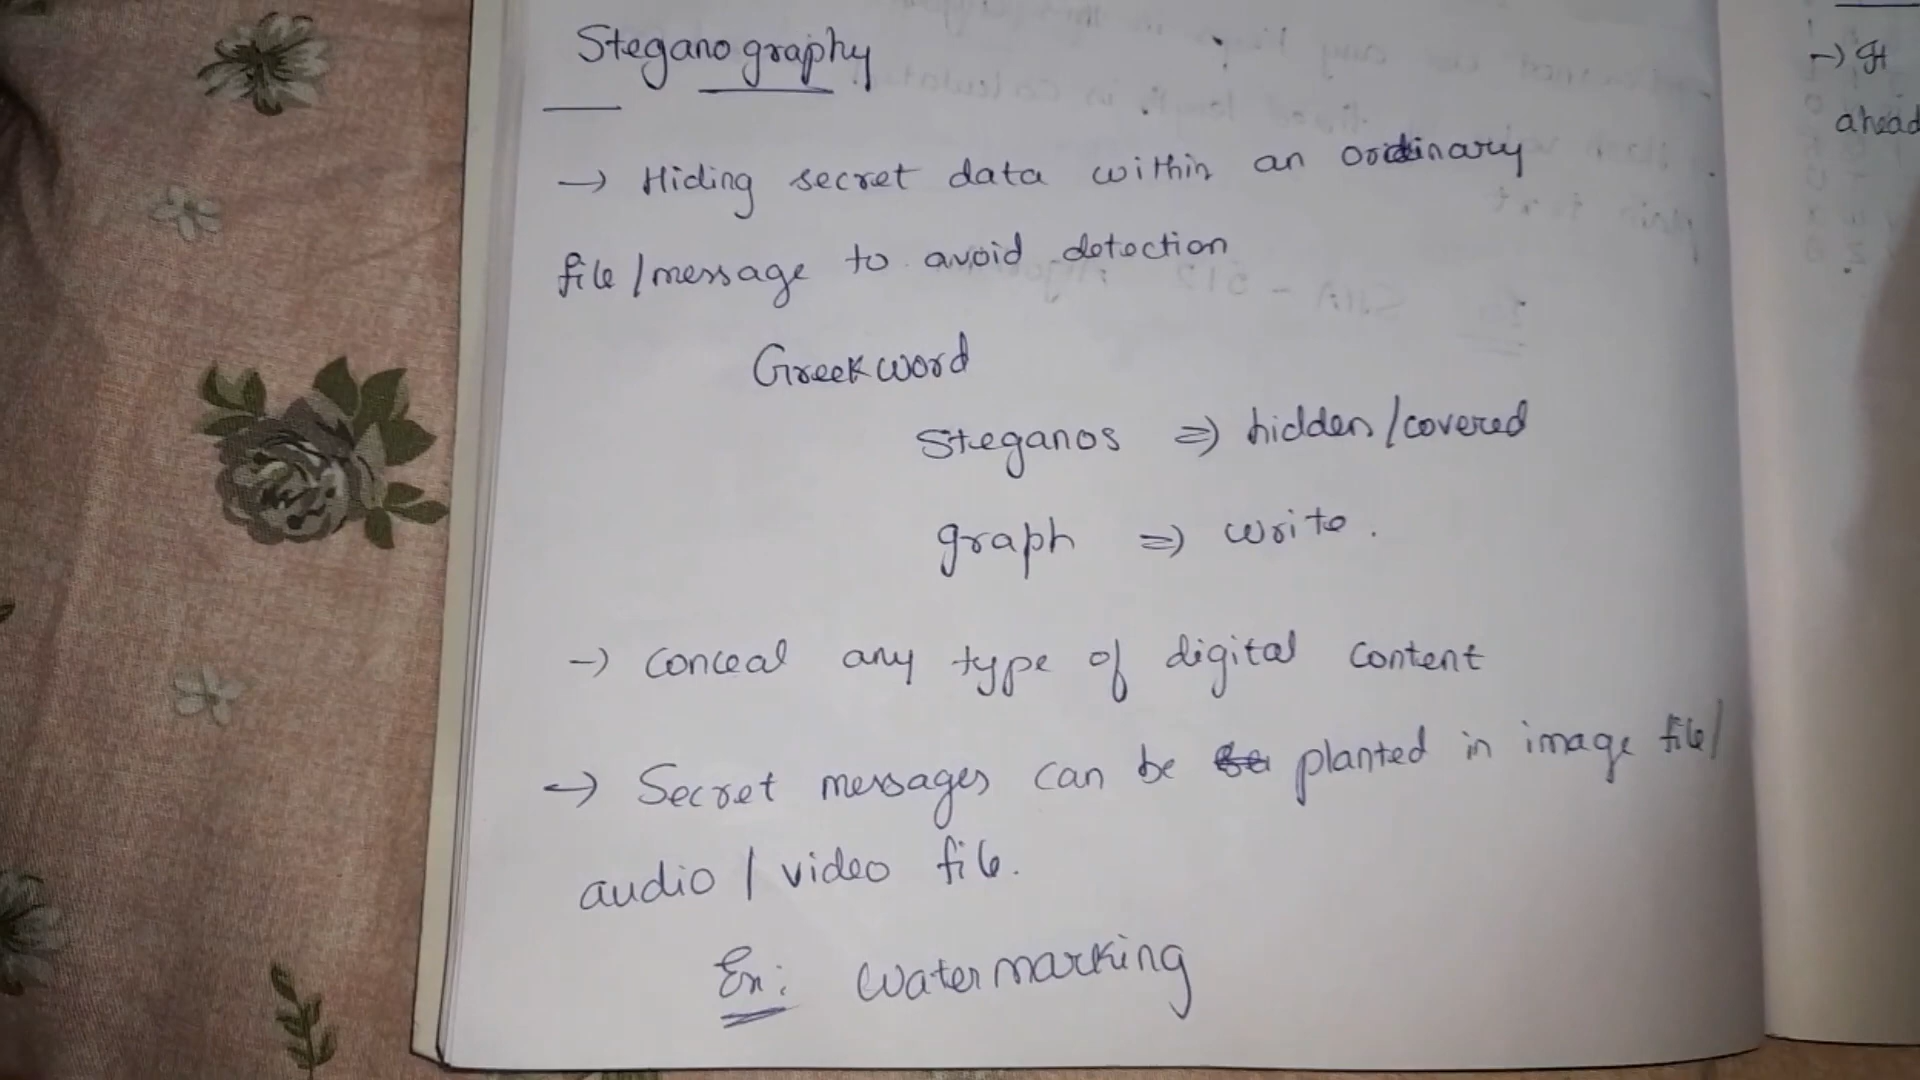 Steganography
→ Hiding secret data within an ordinary
file/message to avoid detection
Greek word
Steganos ⇒ hidden/covered
graph ⇒ write.
→ Conceal any type of digital content
→ Secret messages can be planted in image file/
audio / video file.
Ex: Watermarking
→ It
ahead